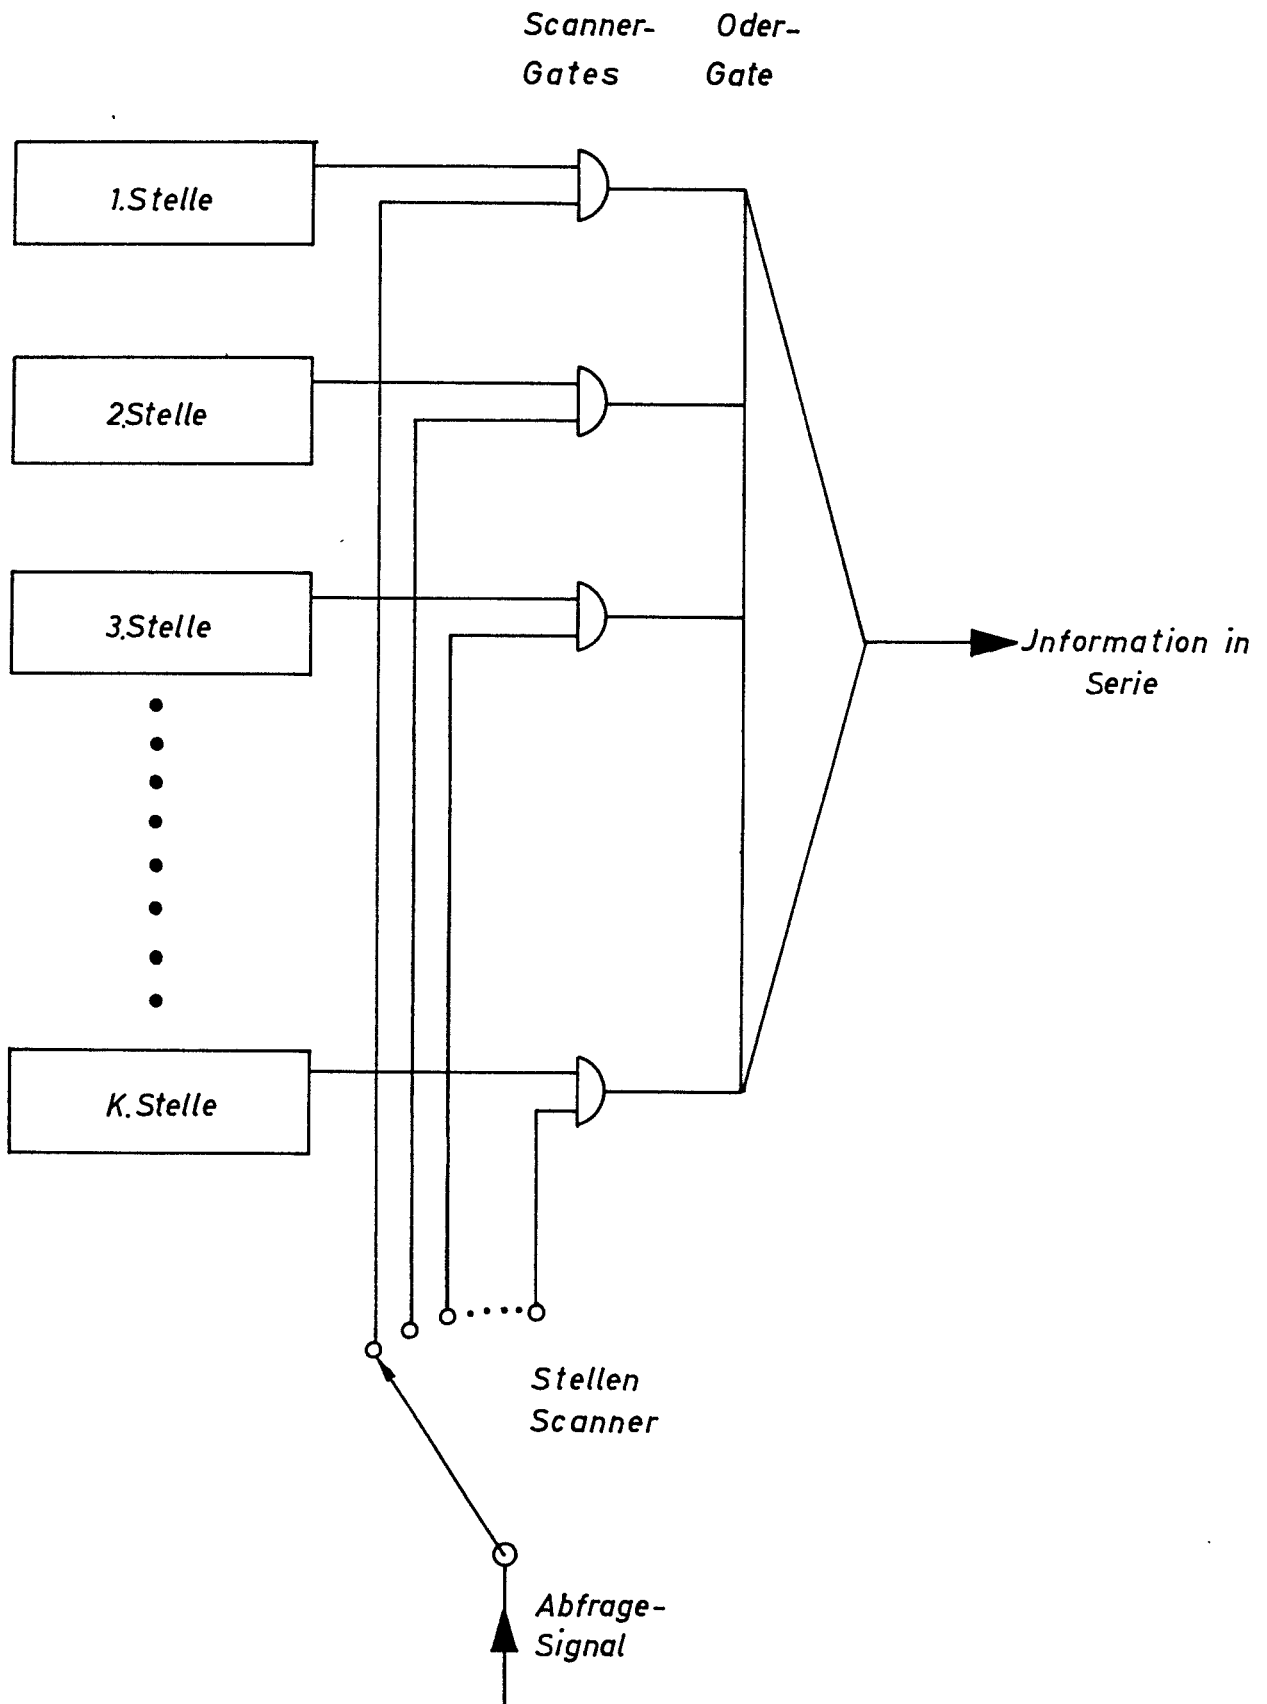 Scanner-
Gates
Oder-
Gate
1.Stelle
2.Stelle
3.Stelle
Jnformation in
Serie
K.Stelle
Stellen
Scanner
Abfrage-
Signal